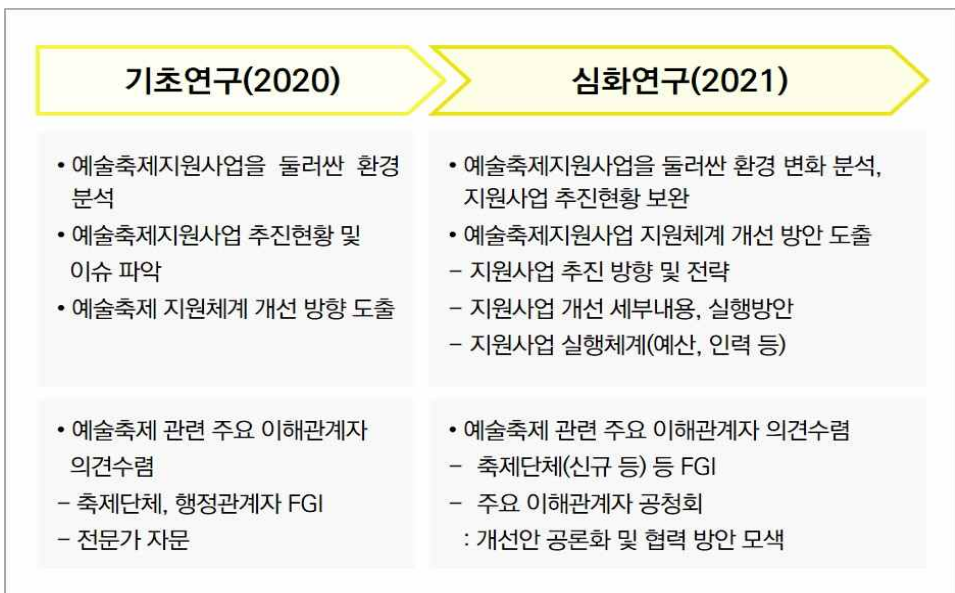 기초연구(2020)
• 예술축제지원사업을 둘러싼 환경
분석
• 예술축제지원사업 추진현황 및
이슈 파악
• 예술축제 지원체계 개선 방향 도출
• 예술축제 관련 주요 이해관계자
의견수렴
– 축제단체, 행정관계자 FGI
– 전문가 자문
심화연구(2021)
• 예술축제지원사업을 둘러싼 환경 변화 분석,
지원사업 추진현황 보완
• 예술축제지원사업 지원체계 개선 방안 도출
– 지원사업 추진 방향 및 전략
– 지원사업 개선 세부내용, 실행방안
– 지원사업 실행체계(예산, 인력 등)
• 예술축제 관련 주요 이해관계자 의견수렴
– 축제단체(신규 등) 등 FGI
– 주요 이해관계자 공청회
: 개선안 공론화 및 협력 방안 모색